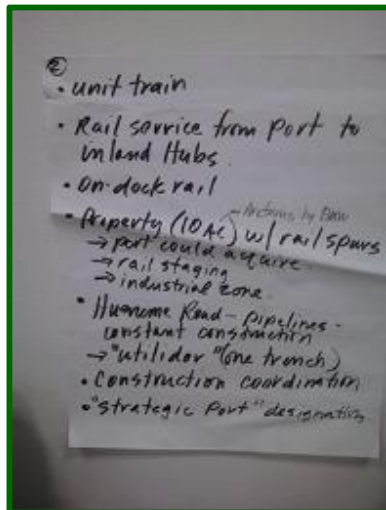 ②
• unit train
• Rail service from Port to
inland Hubs.
• On-dock rail
• Property (10 AC) w/ rail spurs
→ port could acquire
→ rail staging
→ industrial zone.
• Hueneme Road - pipelines -
constant construction
→ "utilidor" (one trench)
• Construction coordination
• "Strategic Port" designation